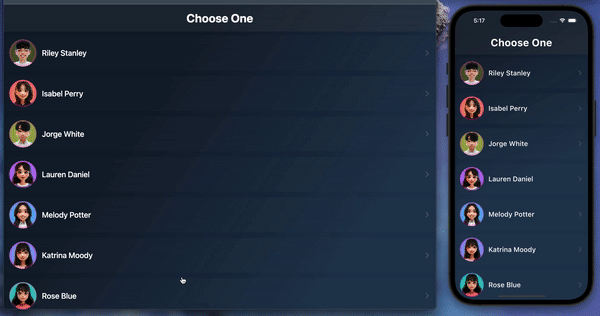 Choose One
Riley Stanley
Isabel Perry
Jorge White
Lauren Daniel
Melody Potter
Katrina Moody
Rose Blue
5:17
Choose One
Riley Stanley
Isabel Perry
Jorge White
Lauren Daniel
Melody Potter
Katrina Moody
Rose Blue